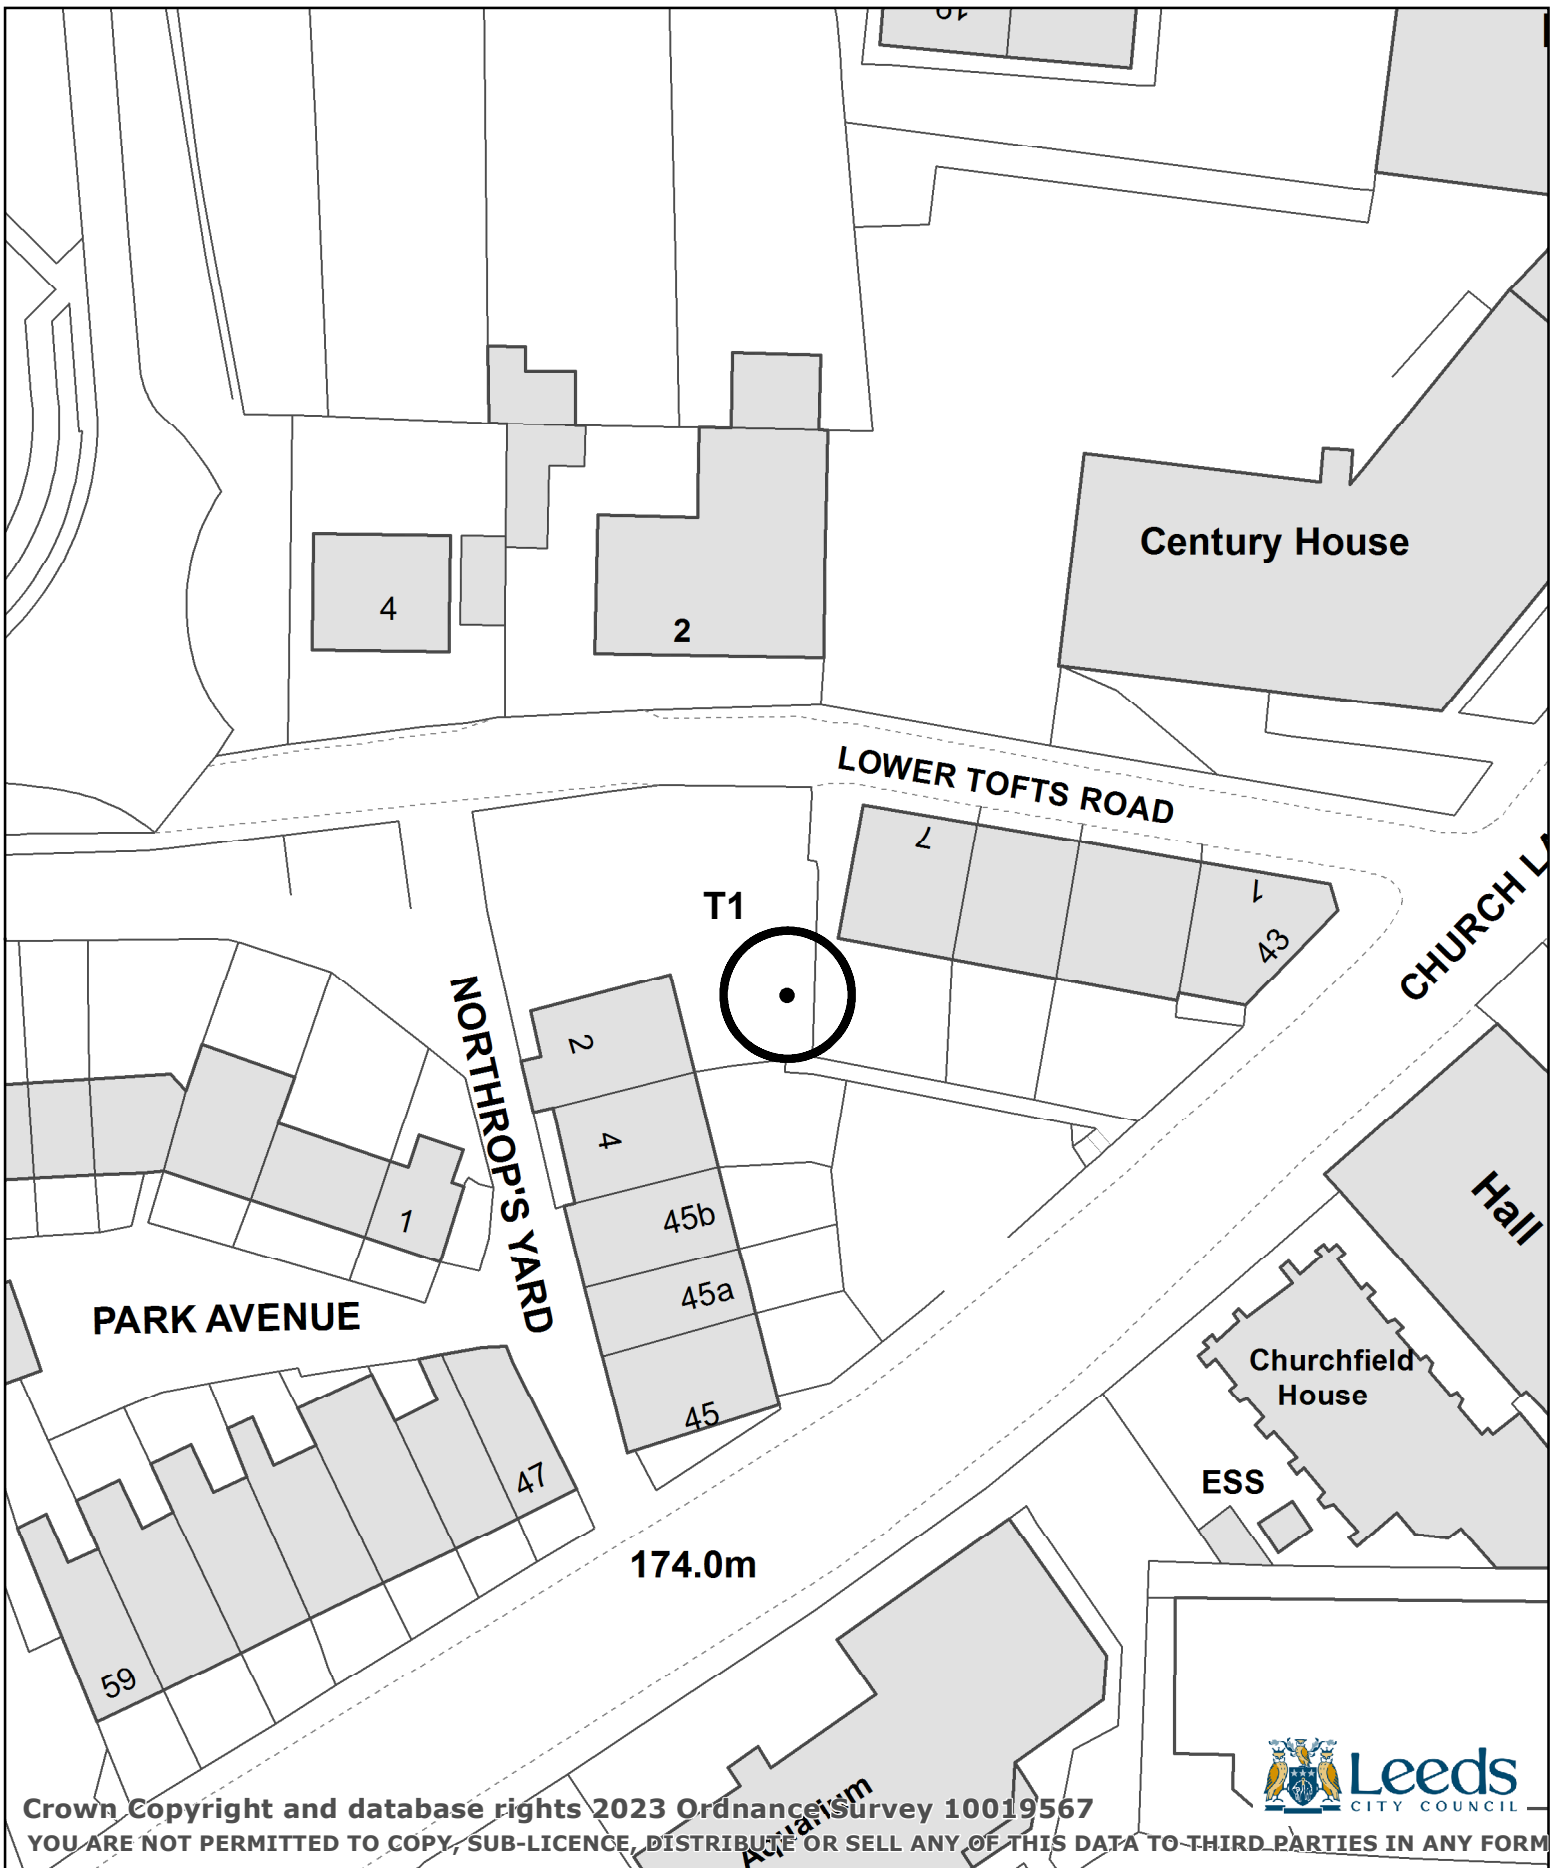 4
2
Century House
LOWER TOFTS ROAD
7
1
43
CHURCH
T1
NORTHROP'S YARD
2
4
45b
45a
45
1
PARK AVENUE
47
59
174.0m
Hall
Churchfield
House
ESS
Aquarium
Leeds
CITY COUNCIL
Crown Copyright and database rights 2023 Ordnance Survey 10019567
YOU ARE NOT PERMITTED TO COPY, SUB-LICENCE, DISTRIBUTE OR SELL ANY OF THIS DATA TO THIRD PARTIES IN ANY FORM